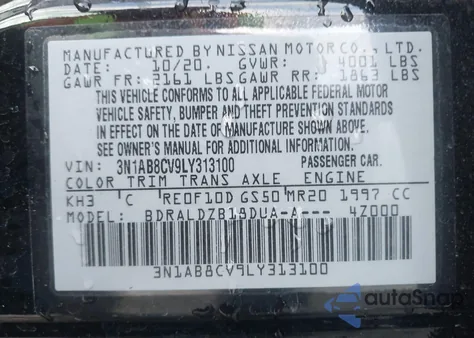 MANUFACTURED BY NISSAN MOTOR CO., LTD.
DATE: 10/20 GVWR: 4001 LBS
GAWR FR: 2161 LBS GAWR RR: 1863 LBS
THIS VEHICLE CONFORMS TO ALL APPLICABLE FEDERAL MOTOR
VEHICLE SAFETY, BUMPER AND THEFT PREVENTION STANDARDS
IN EFFECT ON THE DATE OF MANUFACTURE SHOWN ABOVE.
SEE OWNER'S MANUAL FOR ADDITIONAL INFORMATION.
VIN: 3N1AB8CV9LY313100 PASSENGER CAR.
COLOR TRIM TRANS AXLE ENGINE
KH3 C RE0F10D GS50 MR20 1997 CC
MODEL: BDRALDZB18DUA-A--- 4Z000
3N1AB8CV9LY313100
autoSnap